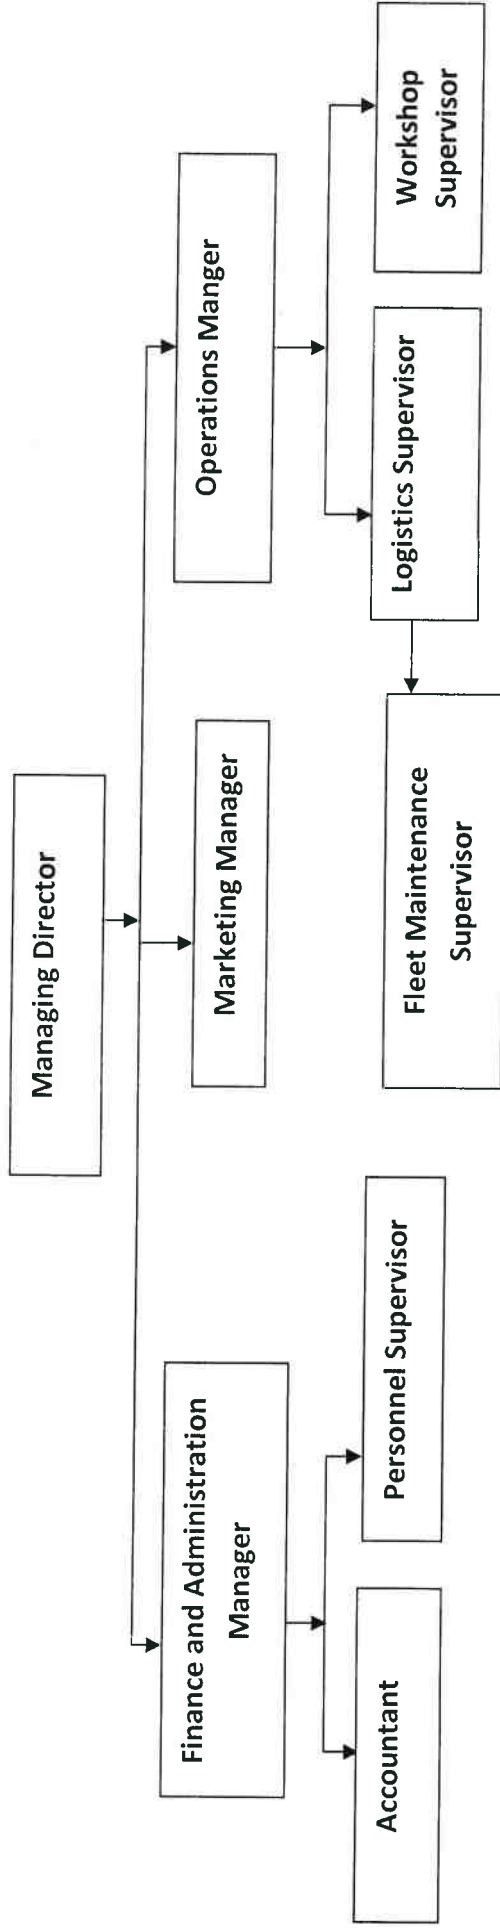 Managing Director
Finance and Administration
Manager
Marketing Manager
Operations Manger
Accountant
Personnel Supervisor
Fleet Maintenance
Supervisor
Logistics Supervisor
Workshop
Supervisor